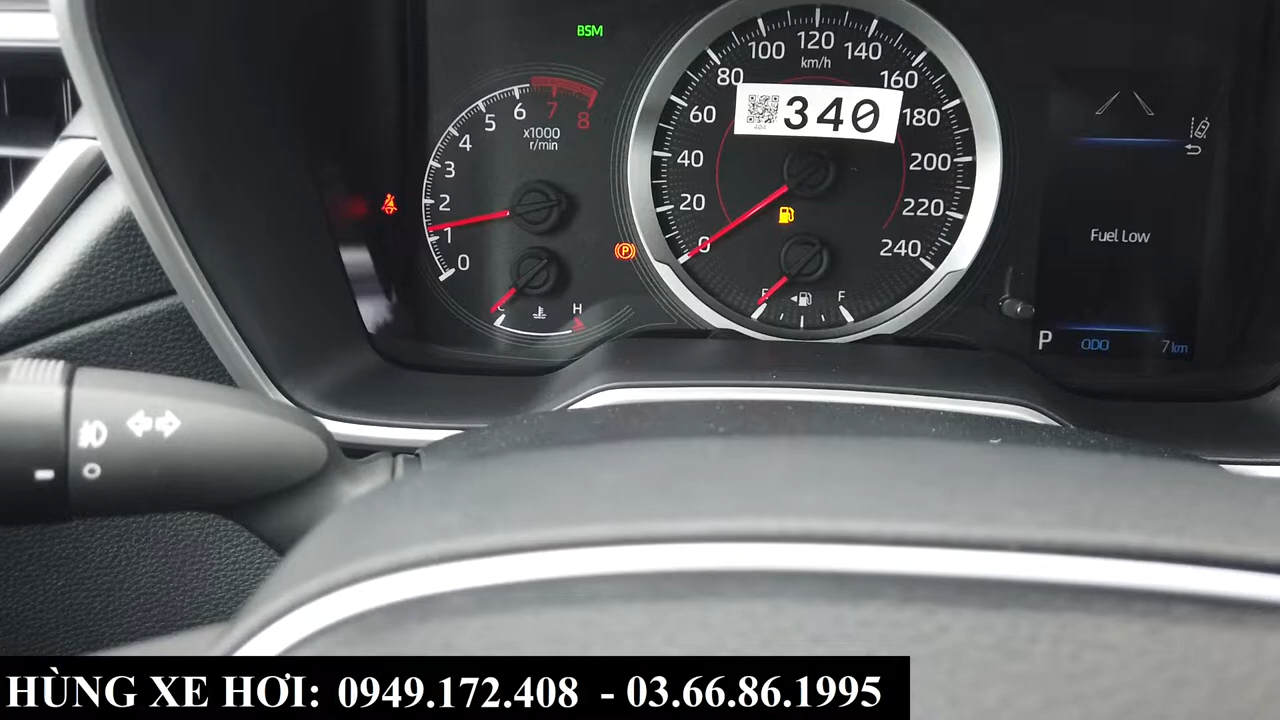 BSM
0
1
2
3
4
5
6
7
8
x1000
r/min
C
H
0
20
40
60
80
100
120
140
160
180
200
220
240
km/h
340
E
F
P
Fuel Low
P
ODO
7 km
HÙNG XE HƠI: 0949.172.408 - 03.66.86.1995